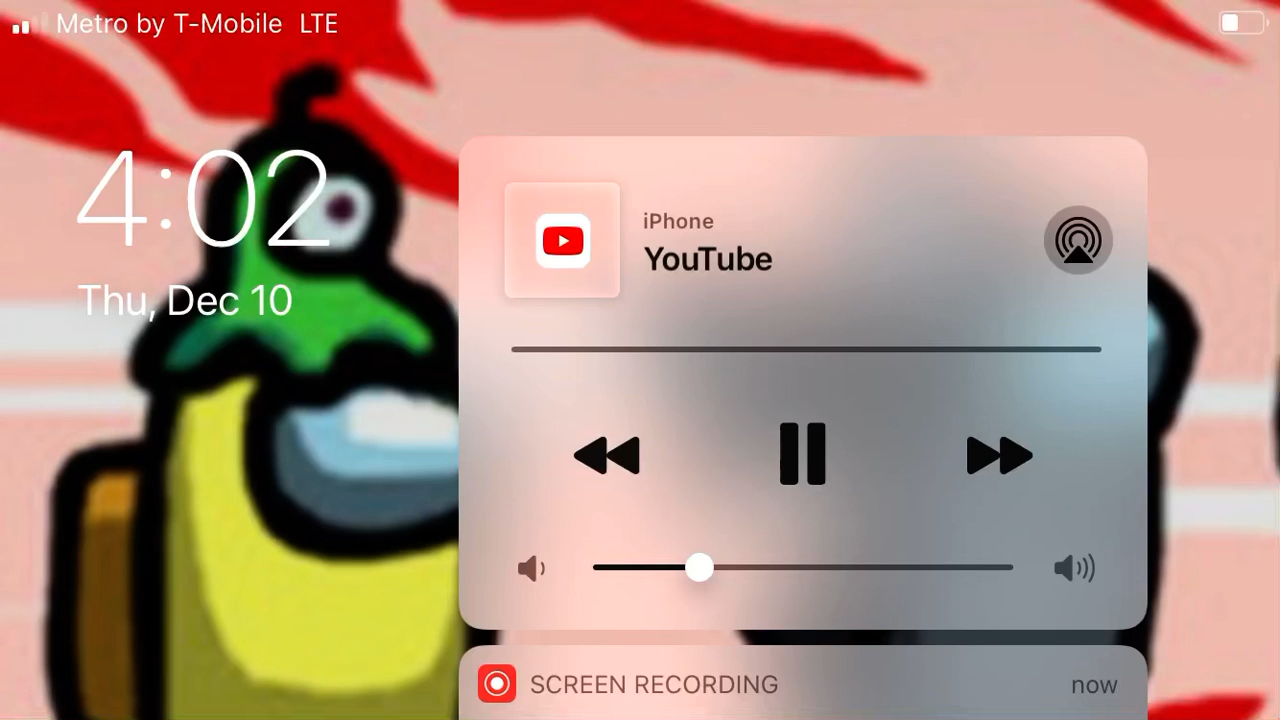 Metro by T-Mobile LTE
4:02
Thu, Dec 10
iPhone
YouTube
SCREEN RECORDING
now